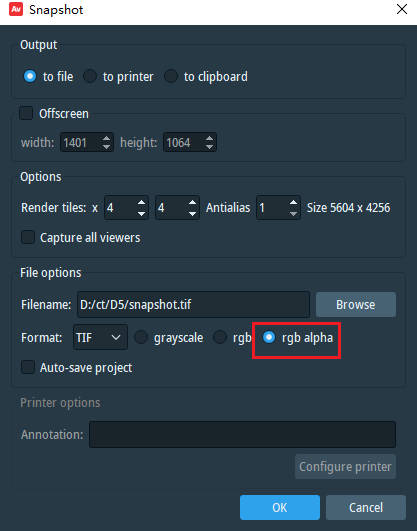 Av Snapshot
Output
to file to printer to clipboard
Offscreen
width: 1401 height: 1064
Options
Render tiles: x 4 4 Antialias 1 Size 5604 x 4256
Capture all viewers
File options
Filename: D:/ct/D5/snapshot.tif Browse
Format: TIF grayscale rgb rgb alpha
Auto-save project
Printer options
Annotation:
Configure printer
OK Cancel